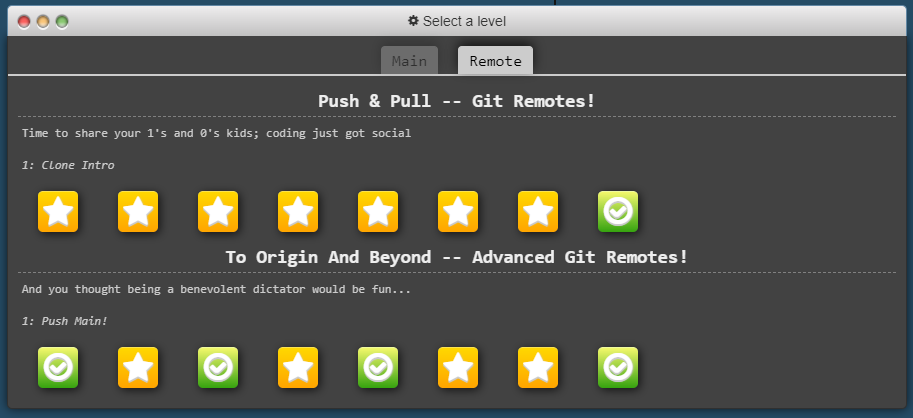 Select a level
Main
Remote
Push & Pull -- Git Remotes!
Time to share your 1's and 0's kids; coding just got social
1: Clone Intro
To Origin And Beyond -- Advanced Git Remotes!
And you thought being a benevolent dictator would be fun...
1: Push Main!